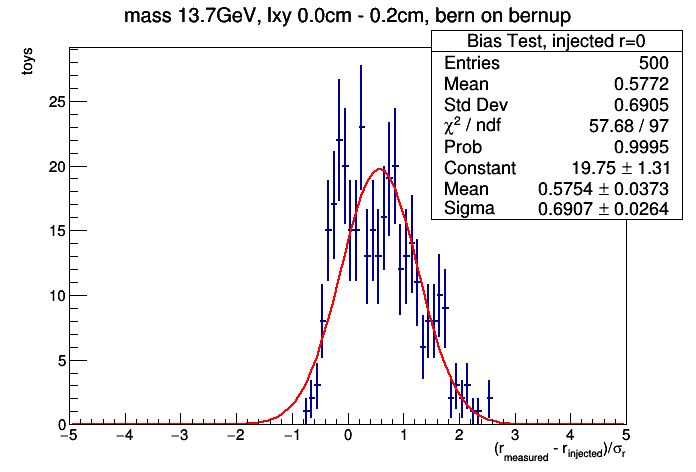 mass 13.7GeV, lxy 0.0cm - 0.2cm, bern on bernup
toys
Bias Test, injected r=0
Entries 500
Mean 0.5772
Std Dev 0.6905
χ² / ndf 57.68 / 97
Prob 0.9995
Constant 19.75 ± 1.31
Mean 0.5754 ± 0.0373
Sigma 0.6907 ± 0.0264
25
20
15
10
5
0
−5 −4 −3 −2 −1 0 1 2 3 4 5
(r_measured - r_injected)/σ_r